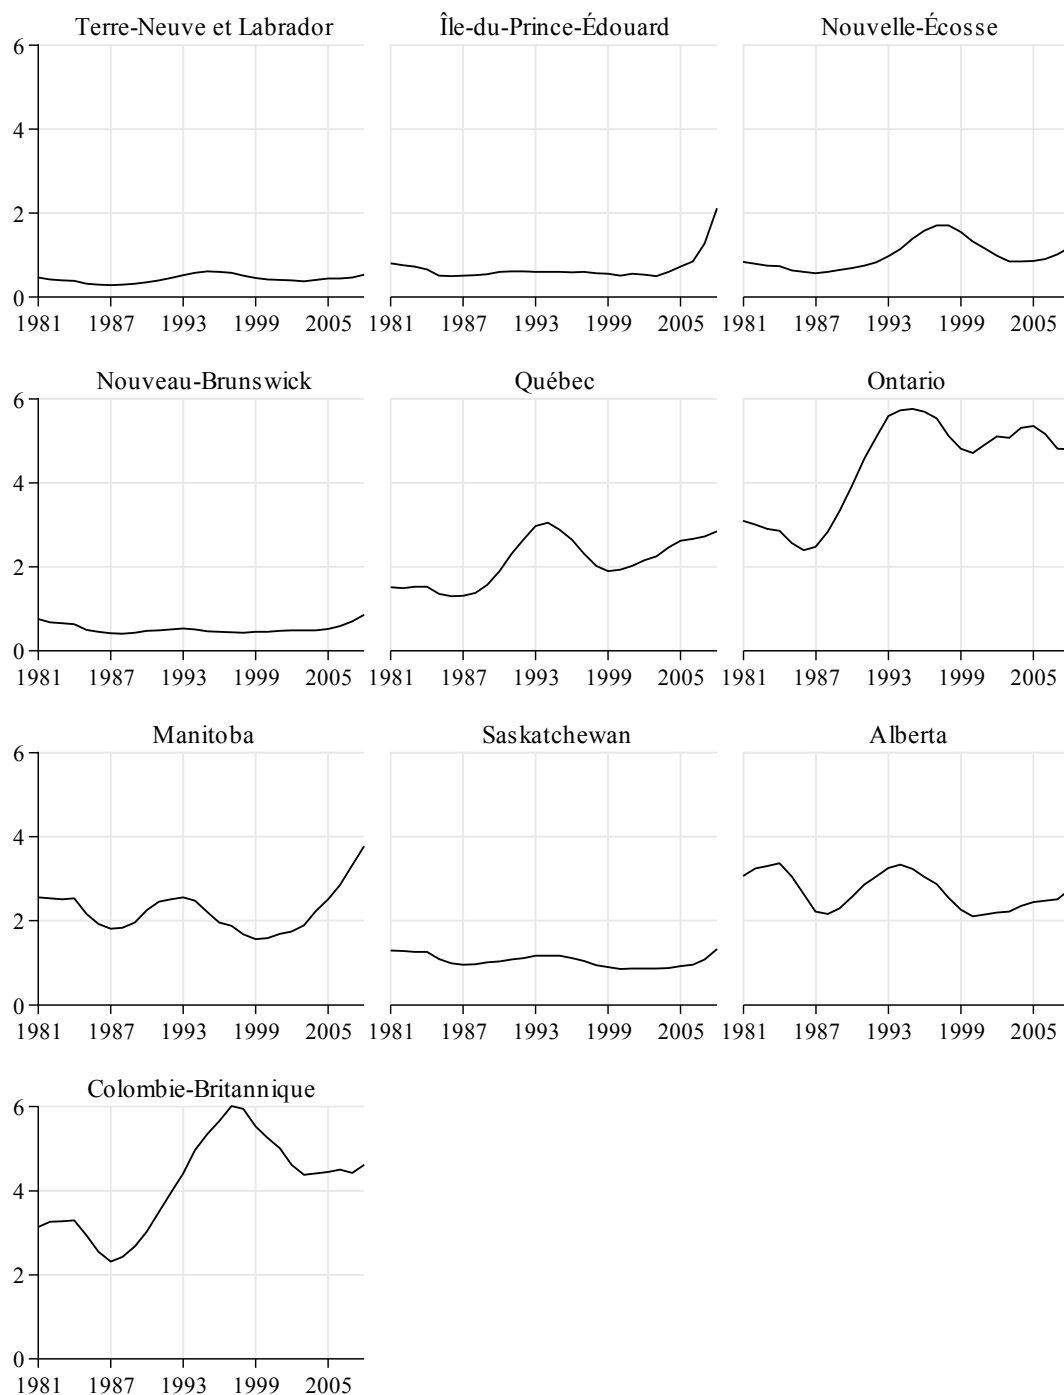 Terre-Neuve et Labrador Île-du-Prince-Édouard Nouvelle-Écosse
6
4
2
0
1981 1987 1993 1999 2005 1981 1987 1993 1999 2005 1981 1987 1993 1999 2005
Nouveau-Brunswick Québec Ontario
6
4
2
0
1981 1987 1993 1999 2005 1981 1987 1993 1999 2005 1981 1987 1993 1999 2005
Manitoba Saskatchewan Alberta
6
4
2
0
1981 1987 1993 1999 2005 1981 1987 1993 1999 2005 1981 1987 1993 1999 2005
Colombie-Britannique
6
4
2
0
1981 1987 1993 1999 2005